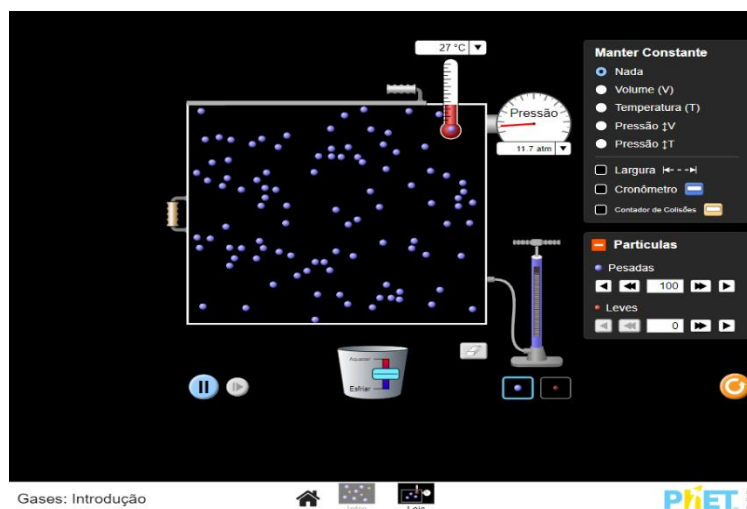 27 °C
Pressão
11.7 atm
Manter Constante
Nada
Volume (V)
Temperatura (T)
Pressão ↕V
Pressão ↕T
Largura
Cronômetro
Contador de Colisões
Partículas
Pesadas
100
Leves
0
Aquecer
Esfriar
Gases: Introdução
Intro
Leis
PhET